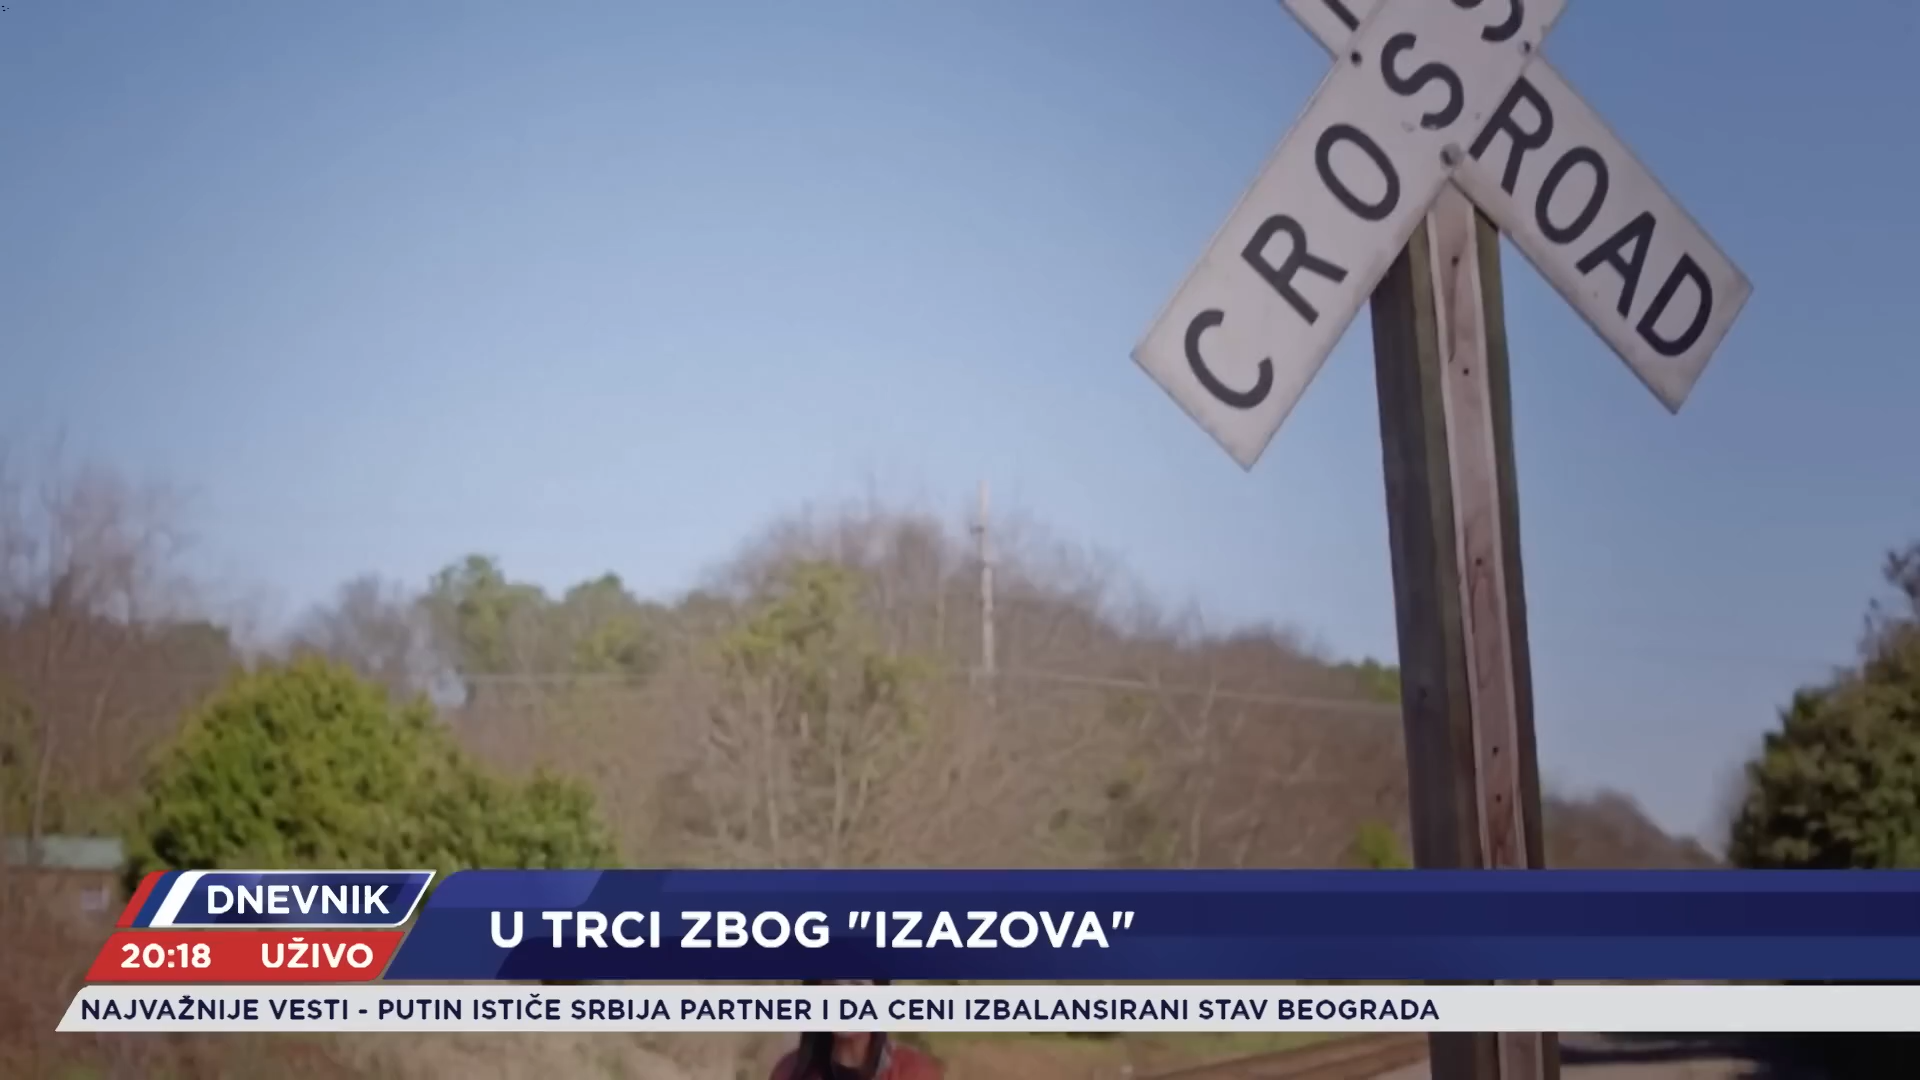 CROSS
ROAD
DNEVNIK
U TRCI ZBOG "IZAZOVA"
20:18 UŽIVO
NAJVAŽNIJE VESTI - PUTIN ISTIČE SRBIJA PARTNER I DA CENI IZBALANSIRANI STAV BEOGRADA